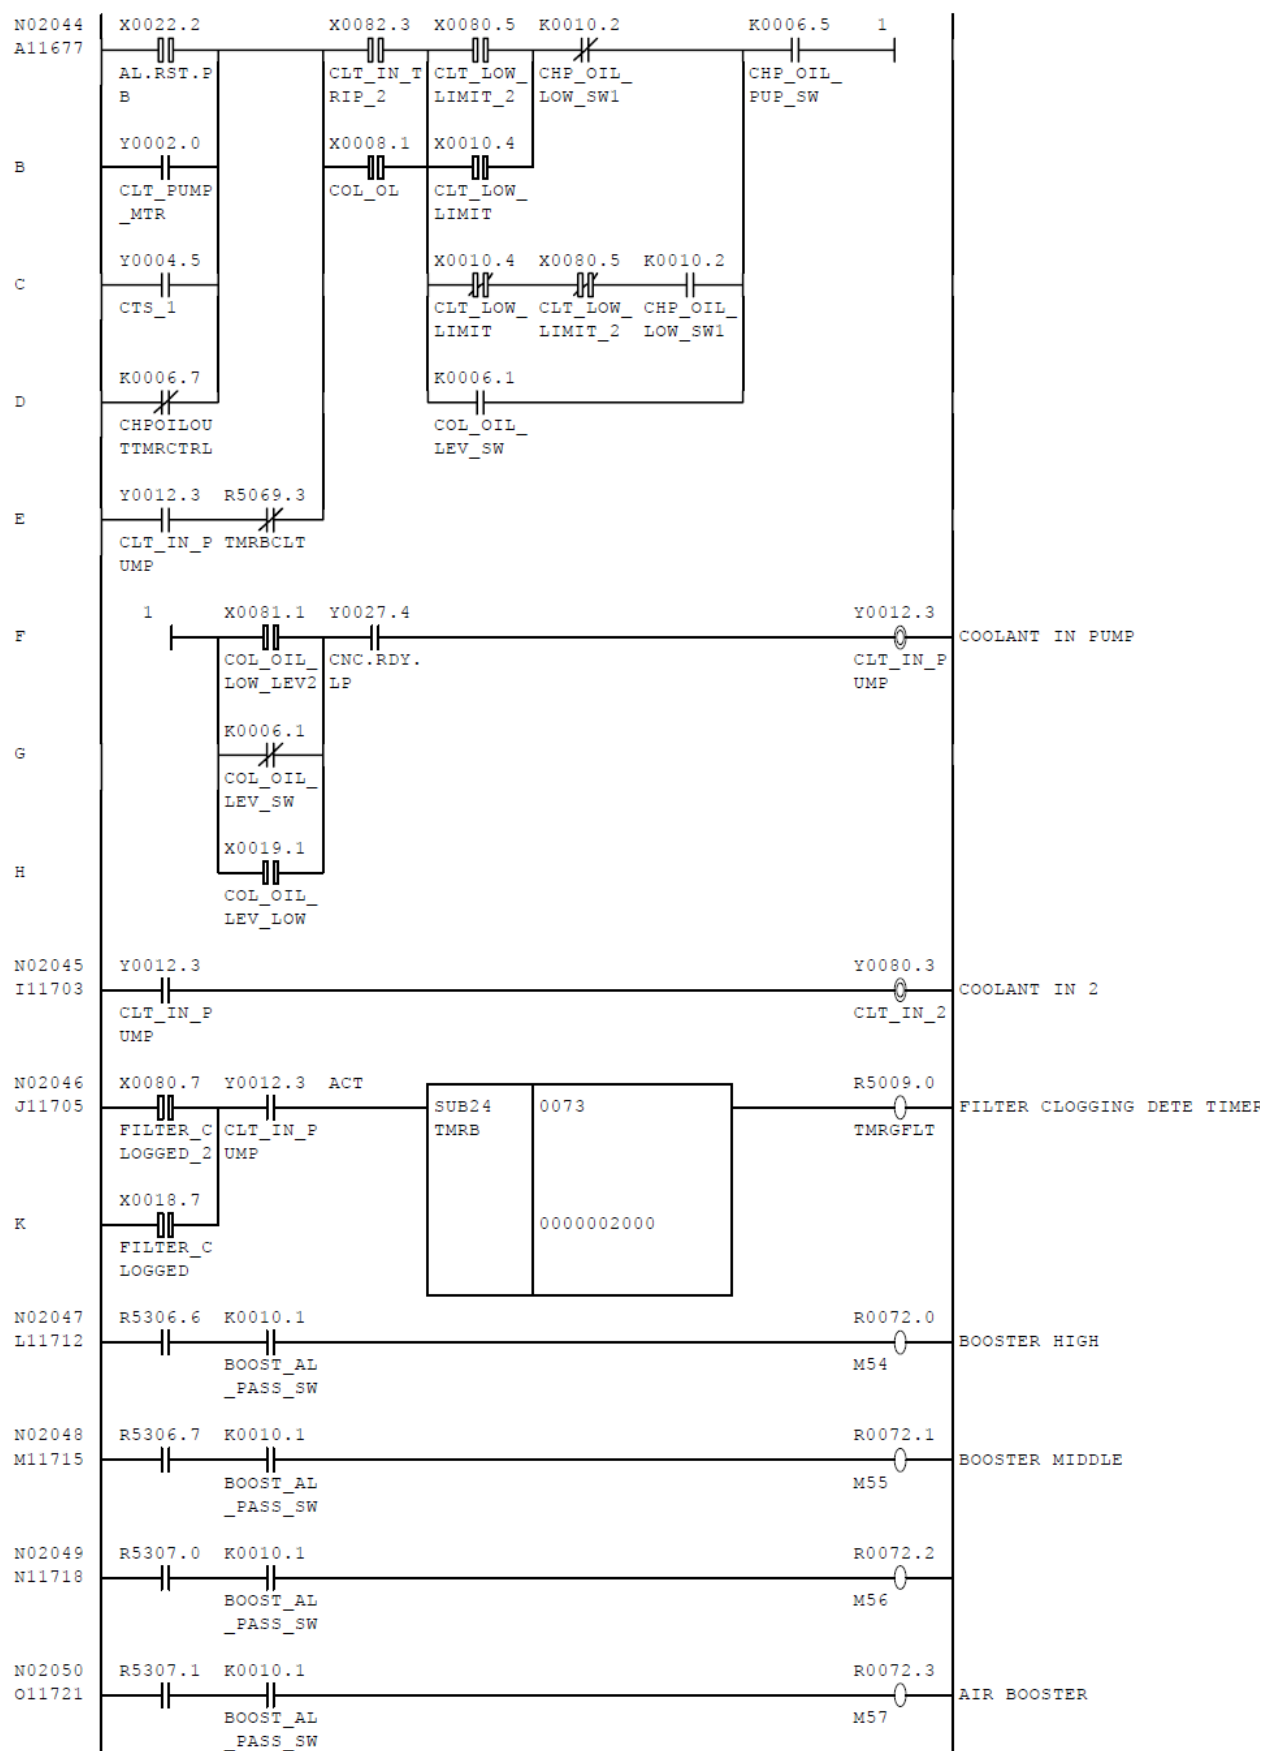 N02044 X0022.2 X0082.3 X0080.5 K0010.2 K0006.5 1
A11677
AL.RST.P CLT_IN_T CLT_LOW_ CHP_OIL_ CHP_OIL_
B RIP_2 LIMIT_2 LOW_SW1 PUP_SW
Y0002.0 X0008.1 X0010.4
B
CLT_PUMP COL_OL CLT_LOW_
_MTR LIMIT
Y0004.5 X0010.4 X0080.5 K0010.2
C
CTS_1 CLT_LOW_ CLT_LOW_ CHP_OIL_
LIMIT LIMIT_2 LOW_SW1
K0006.7 K0006.1
D
CHPOILOU COL_OIL_
TTMRCTRL LEV_SW
Y0012.3 R5069.3
E
CLT_IN_P TMRBCLT
UMP
1 X0081.1 Y0027.4 Y0012.3
F COOLANT IN PUMP
COL_OIL_ CNC.RDY. CLT_IN_P
LOW_LEV2 LP UMP
K0006.1
G
COL_OIL_
LEV_SW
X0019.1
H
COL_OIL_
LEV_LOW
N02045 Y0012.3 Y0080.3
I11703 COOLANT IN 2
CLT_IN_P CLT_IN_2
UMP
N02046 X0080.7 Y0012.3 ACT R5009.0
J11705 SUB24 0073 FILTER CLOGGING DETE TIMER
FILTER_C CLT_IN_P TMRB TMRGFLT
LOGGED_2 UMP
X0018.7
K 0000002000
FILTER_C
LOGGED
N02047 R5306.6 K0010.1 R0072.0
L11712 BOOSTER HIGH
BOOST_AL M54
_PASS_SW
N02048 R5306.7 K0010.1 R0072.1
M11715 BOOSTER MIDDLE
BOOST_AL M55
_PASS_SW
N02049 R5307.0 K0010.1 R0072.2
N11718
BOOST_AL M56
_PASS_SW
N02050 R5307.1 K0010.1 R0072.3
O11721 AIR BOOSTER
BOOST_AL M57
_PASS_SW